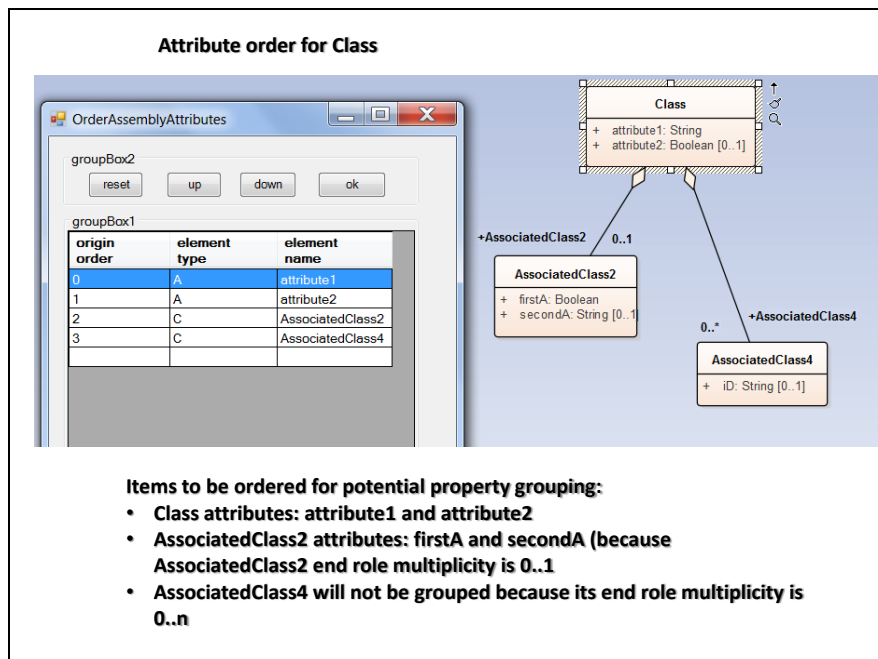 Attribute order for Class
OrderAssemblyAttributes
groupBox2
reset up down ok
groupBox1
origin order element type element name
0 A attribute1
1 A attribute2
2 C AssociatedClass2
3 C AssociatedClass4
Class
+ attribute1: String
+ attribute2: Boolean [0..1]
+AssociatedClass2 0..1
AssociatedClass2
+ firstA: Boolean
+ secondA: String [0..1]
0..* +AssociatedClass4
AssociatedClass4
+ iD: String [0..1]
Items to be ordered for potential property grouping:
• Class attributes: attribute1 and attribute2
• AssociatedClass2 attributes: firstA and secondA (because
AssociatedClass2 end role multiplicity is 0..1
• AssociatedClass4 will not be grouped because its end role multiplicity is
0..n